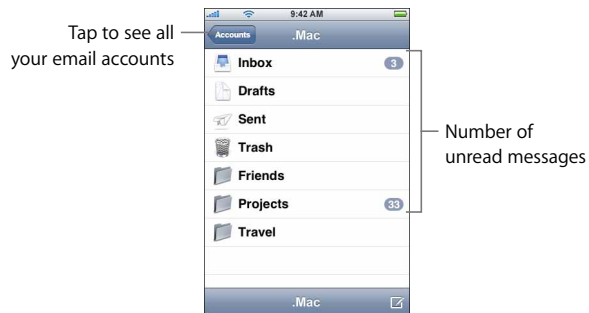 9:42 AM
Tap to see all
your email accounts
Accounts
.Mac
Inbox
3
Drafts
Sent
Trash
Friends
Projects
33
Travel
Number of
unread messages
.Mac